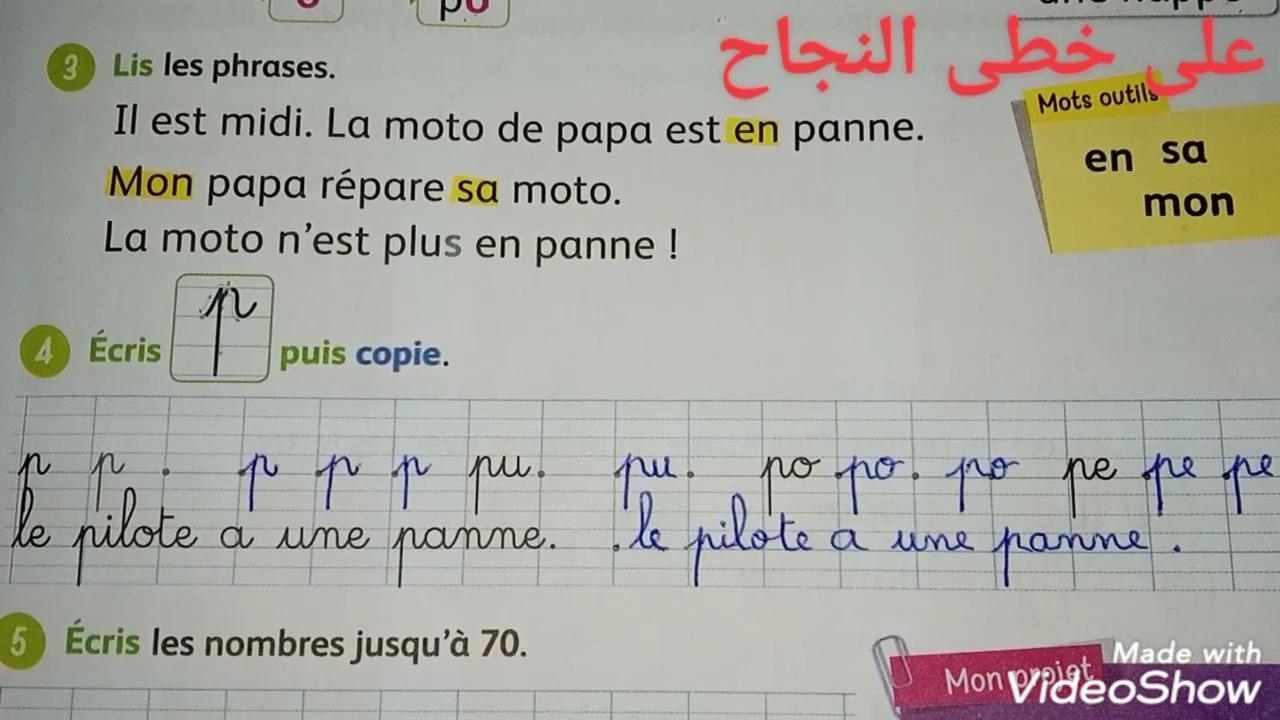 po
على خطى النجاح
3 Lis les phrases.
Mots outils
Il est midi. La moto de papa est en panne.
en sa
mon
Mon papa répare sa moto.
La moto n'est plus en panne !
4 Écris p puis copie.
p p . p p p pu. pu. po po. po pe pe pe
le pilote a une panne. .le pilote a une panne.
5 Écris les nombres jusqu'à 70.
Mon projet
Made with
VideoShow